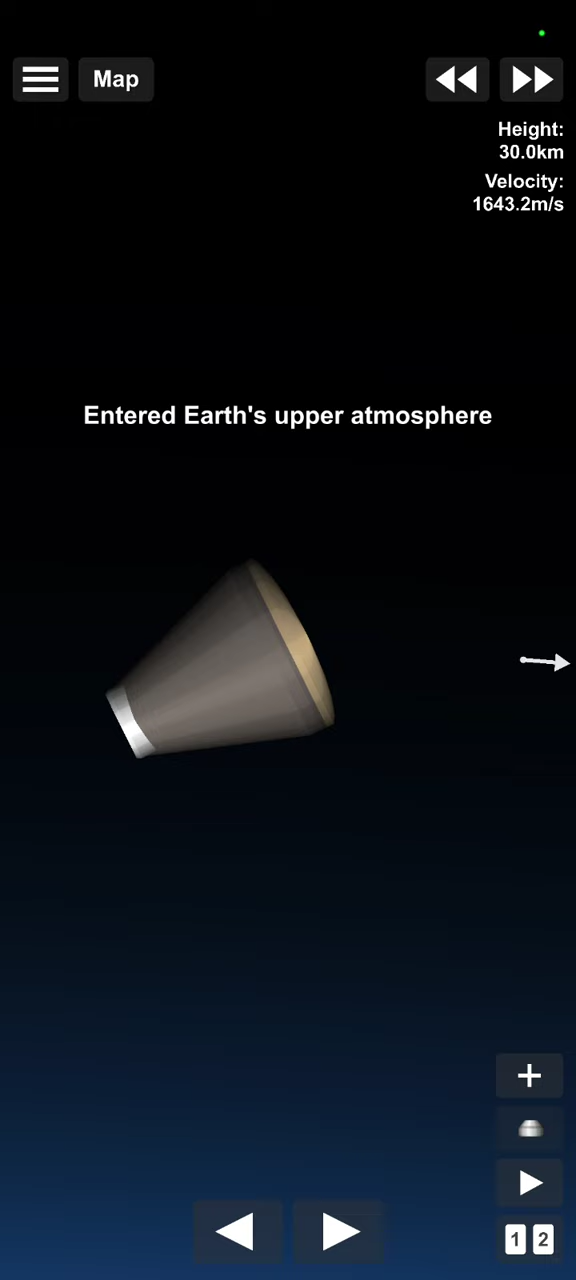 Map
Height:
30.0km
Velocity:
1643.2m/s
Entered Earth's upper atmosphere
1 2